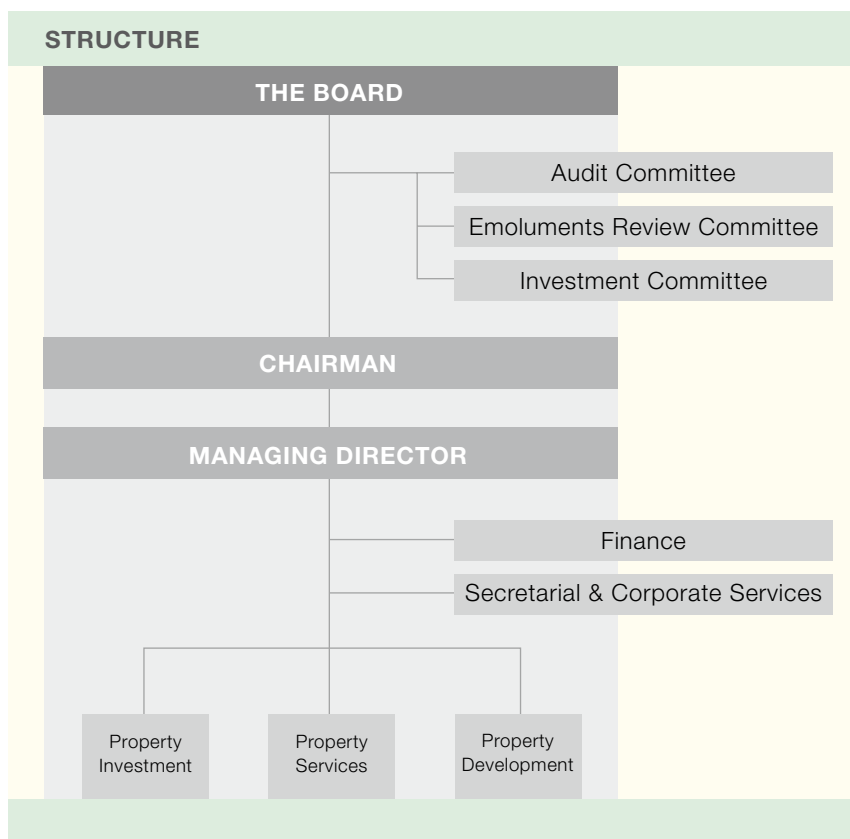 STRUCTURE
THE BOARD
Audit Committee
Emoluments Review Committee
Investment Committee
CHAIRMAN
MANAGING DIRECTOR
Finance
Secretarial & Corporate Services
Property
Investment
Property
Services
Property
Development